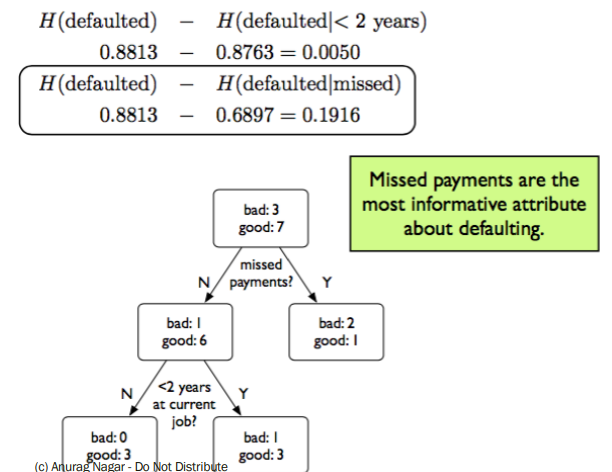 H(defaulted) − H(defaulted|< 2 years)
0.8813 − 0.8763 = 0.0050
H(defaulted) − H(defaulted|missed)
0.8813 − 0.6897 = 0.1916
Missed payments are the
most informative attribute
about defaulting.
bad: 3
good: 7
missed
N payments? Y
bad: 1
good: 6
bad: 2
good: 1
<2 years
N at current Y
job?
bad: 0
good: 3
bad: 1
good: 3
(c) Anurag Nagar - Do Not Distribute